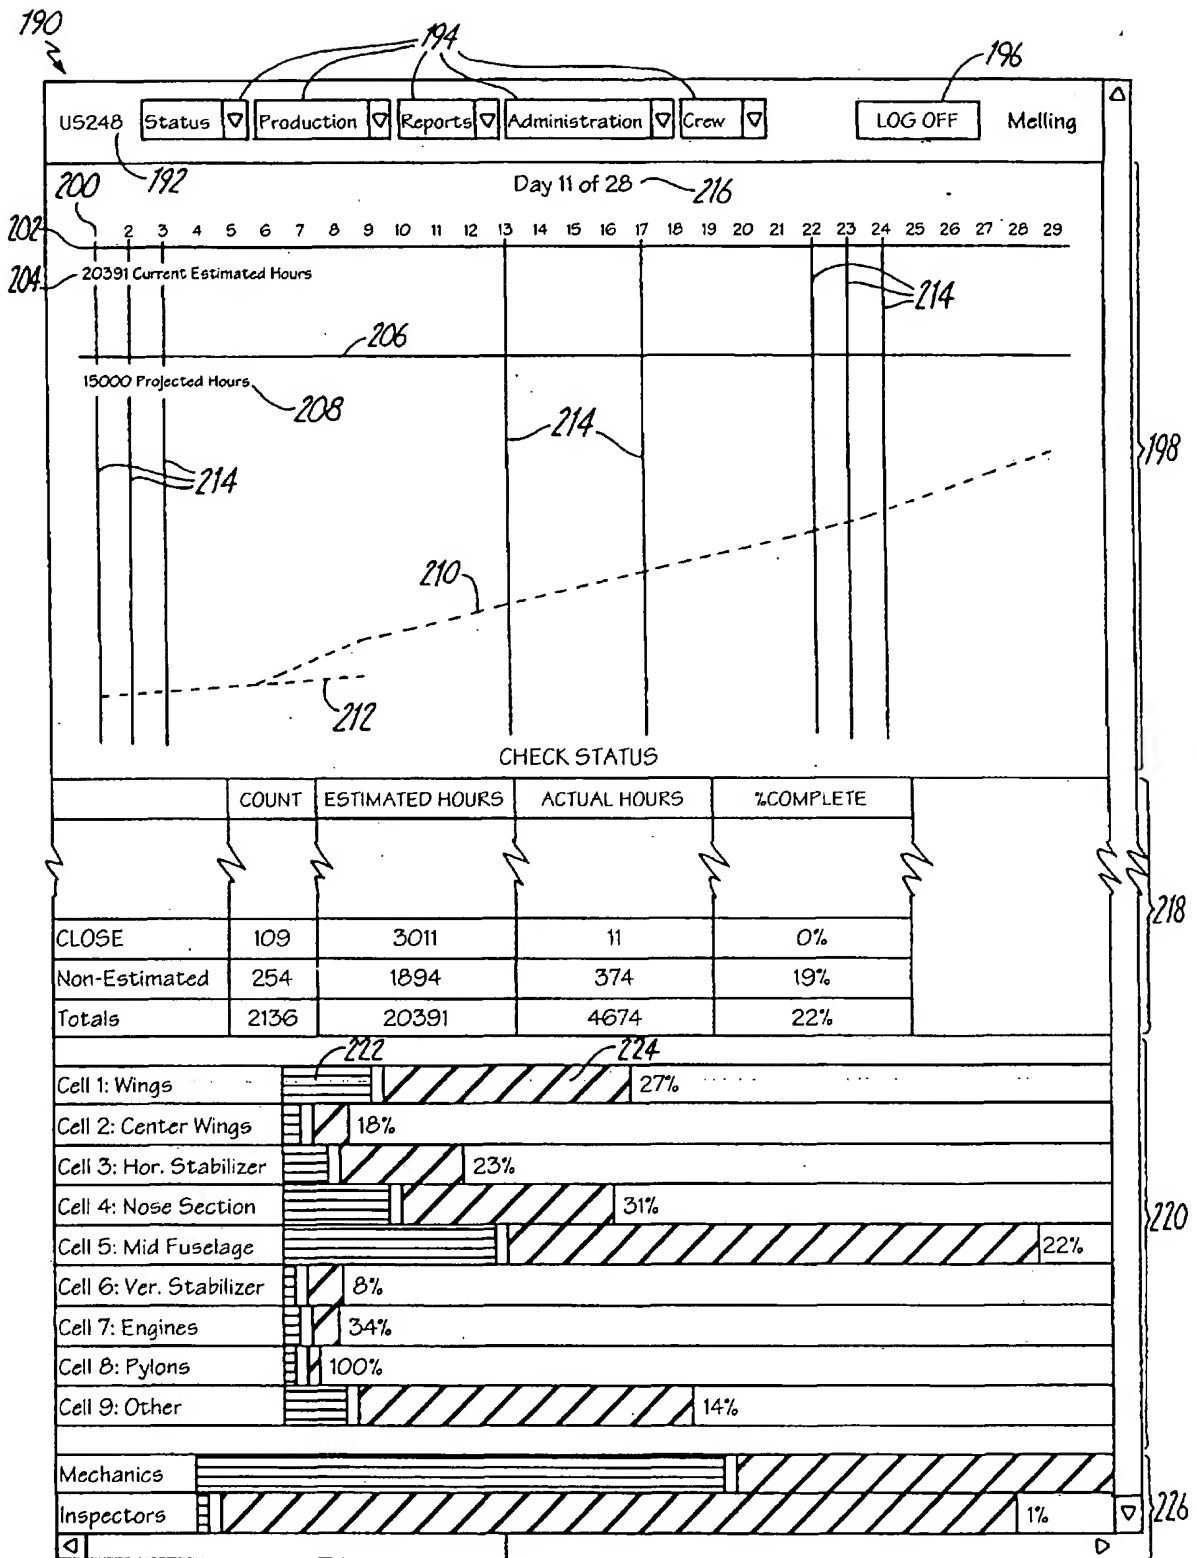 190
194
196
US248 Status Production Reports Administration Crew LOG OFF Melling
192
200
Day 11 of 28 216
202 1 2 3 4 5 6 7 8 9 10 11 12 13 14 15 16 17 18 19 20 21 22 23 24 25 26 27 28 29
204 20391 Current Estimated Hours
214
206
15000 Projected Hours
208
214
198
214
210
212
CHECK STATUS
COUNT ESTIMATED HOURS ACTUAL HOURS %COMPLETE
218
CLOSE 109 3011 11 0%
Non-Estimated 254 1894 374 19%
Totals 2136 20391 4674 22%
222 224
Cell 1: Wings 27%
Cell 2: Center Wings 18%
Cell 3: Hor. Stabilizer 23%
Cell 4: Nose Section 31%
220
Cell 5: Mid Fuselage 22%
Cell 6: Ver. Stabilizer 8%
Cell 7: Engines 34%
Cell 8: Pylons 100%
Cell 9: Other 14%
Mechanics
Inspectors 1%
226